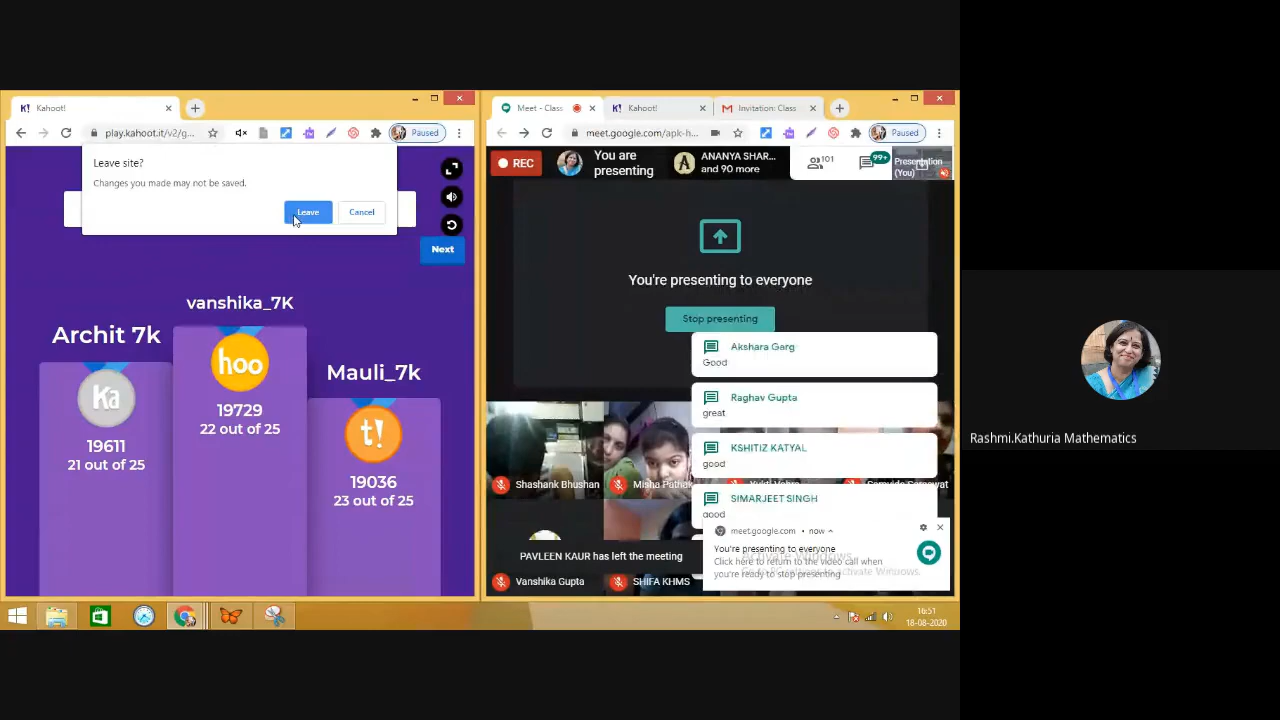 Kahoot!
play.kahoot.it/v2/g...
Paused
Leave site?
Changes you made may not be saved.
Leave
Cancel
Next
vanshika_7K
Archit 7k
Mauli_7k
Ka
hoo
t!
19611
21 out of 25
19729
22 out of 25
19036
23 out of 25
Meet - Class
Kahoot!
Invitation: Class
meet.google.com/apk-h...
Paused
REC
You are
presenting
A
ANANYA SHAR...
and 90 more
101
99+
Presentation
(You)
You're presenting to everyone
Stop presenting
Akshara Garg
Good
Raghav Gupta
great
KSHITIZ KATYAL
good
SIMARJEET SINGH
good
Shashank Bhushan
Misha Pathak
PAVLEEN KAUR has left the meeting
Vanshika Gupta
SHIFA KHMS
meet.google.com • now
You're presenting to everyone
Click here to return to the video call when
you're ready to stop presenting
Activate Windows
16:51
18-08-2020
Rashmi.Kathuria Mathematics